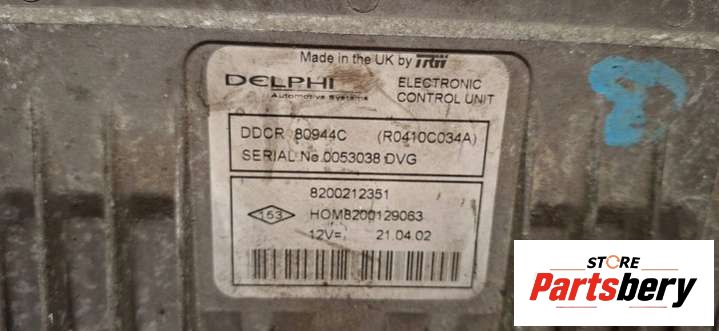 Made in the UK by TRW
DELPHI
Automotive Systems
ELECTRONIC
CONTROL UNIT
DDCR 80944C (R0410C034A)
SERIAL No.0053038 DVG
8200212351
153 HOM8200129063
12V= 21.04.02
STORE
Partsbery